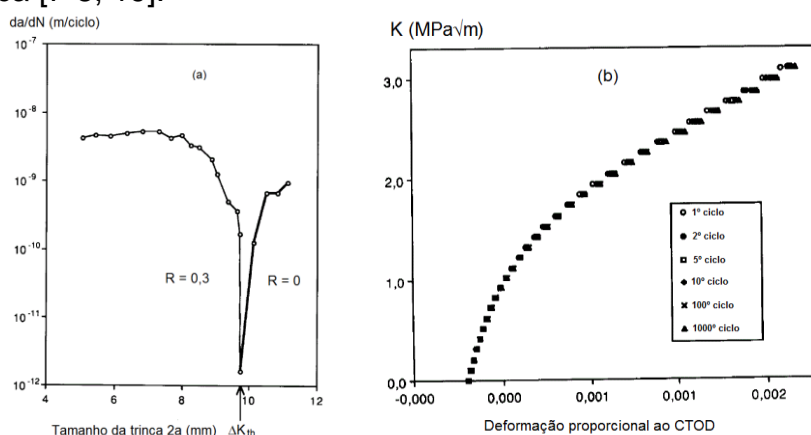 da/dN (m/ciclo)
10-7
(a)
10-8
10-9
10-10
R = 0,3
R = 0
10-11
10-12
4
6
8
10
12
Tamanho da trinca 2a (mm)
ΔKth
K (MPa√m)
3,0
(b)
2,0
1º ciclo
2º ciclo
5º ciclo
10º ciclo
100º ciclo
1000º ciclo
1,0
0,0
-0,000
0,000
0,001
0,001
0,002
Deformação proporcional ao CTOD